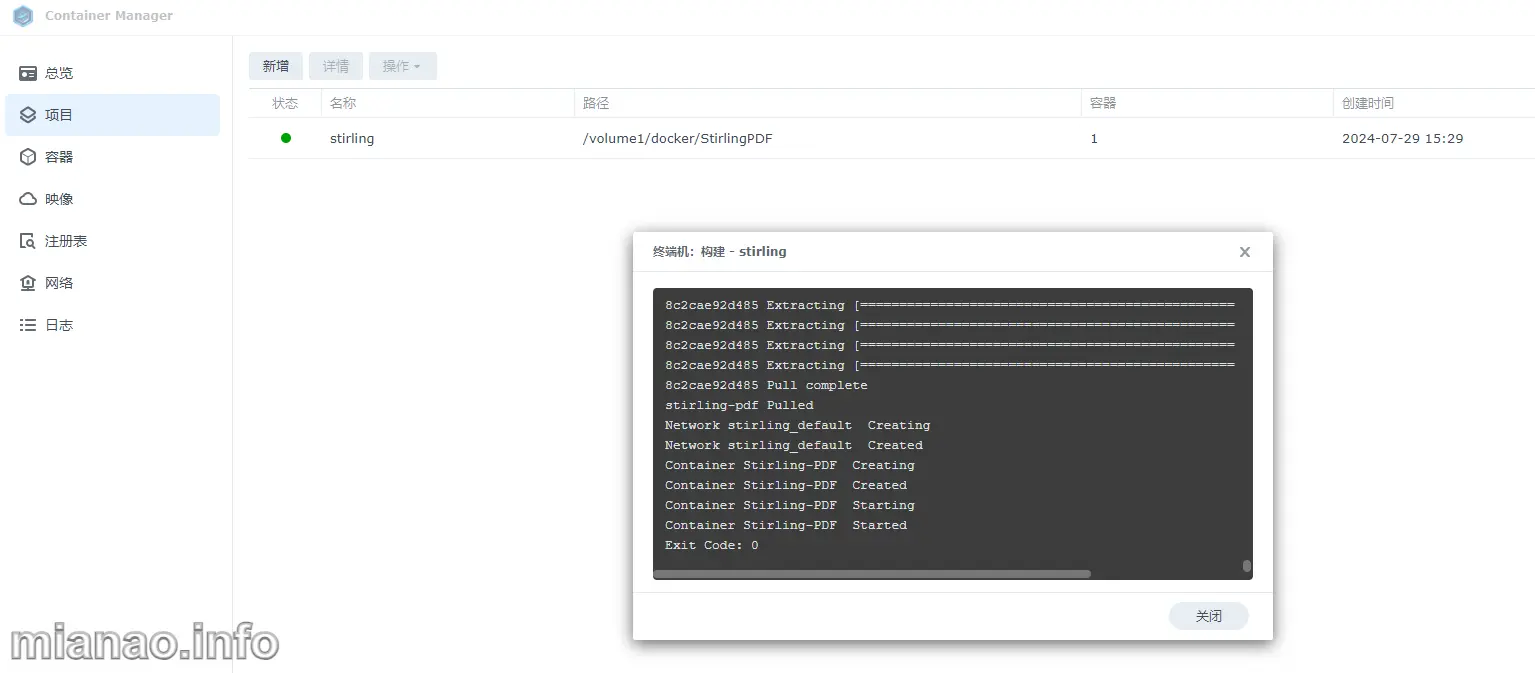 Container Manager
总览
项目
容器
映像
注册表
网络
日志
新增 详情 操作
状态 名称 路径 容器 创建时间
stirling /volume1/docker/StirlingPDF 1 2024-07-29 15:29
终端机：构建 - stirling
8c2cae92d485 Extracting [================================================
8c2cae92d485 Extracting [================================================
8c2cae92d485 Extracting [================================================
8c2cae92d485 Extracting [================================================
8c2cae92d485 Pull complete
stirling-pdf Pulled
Network stirling_default  Creating
Network stirling_default  Created
Container Stirling-PDF  Creating
Container Stirling-PDF  Created
Container Stirling-PDF  Starting
Container Stirling-PDF  Started
Exit Code: 0
关闭
mianao.info